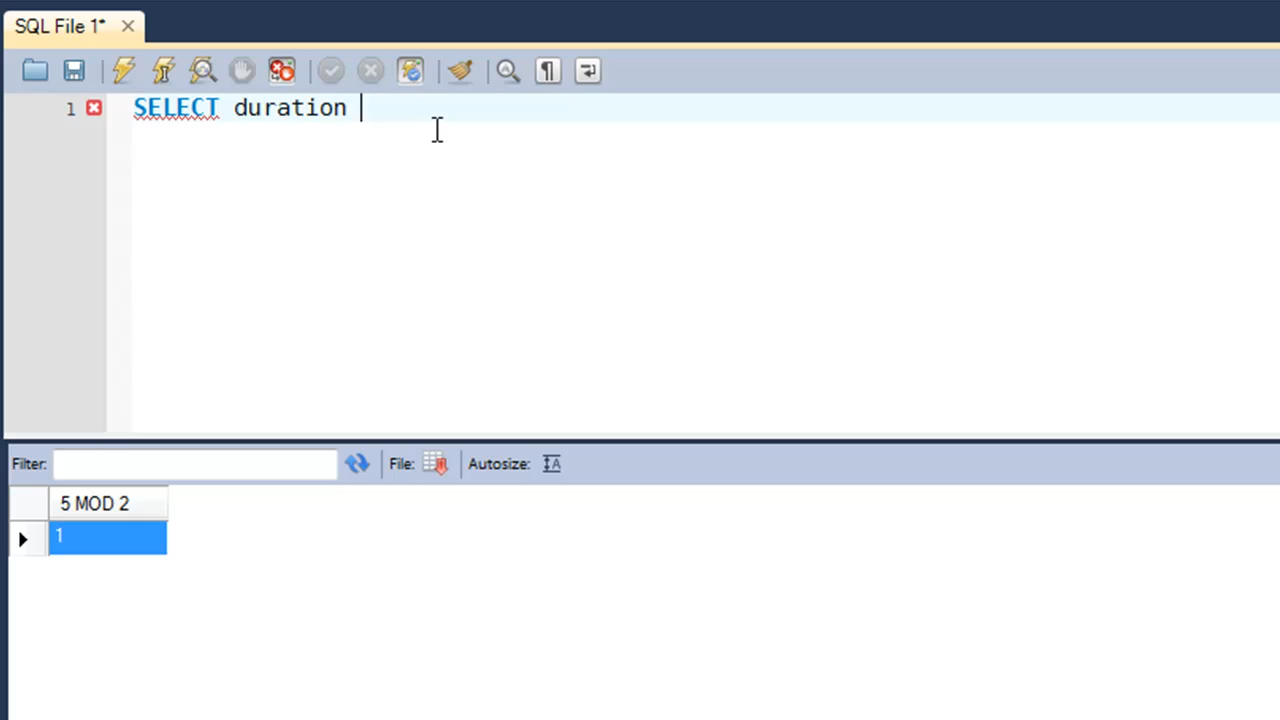 SQL File 1*
1 SELECT duration
Filter: File: Autosize:
5 MOD 2
1